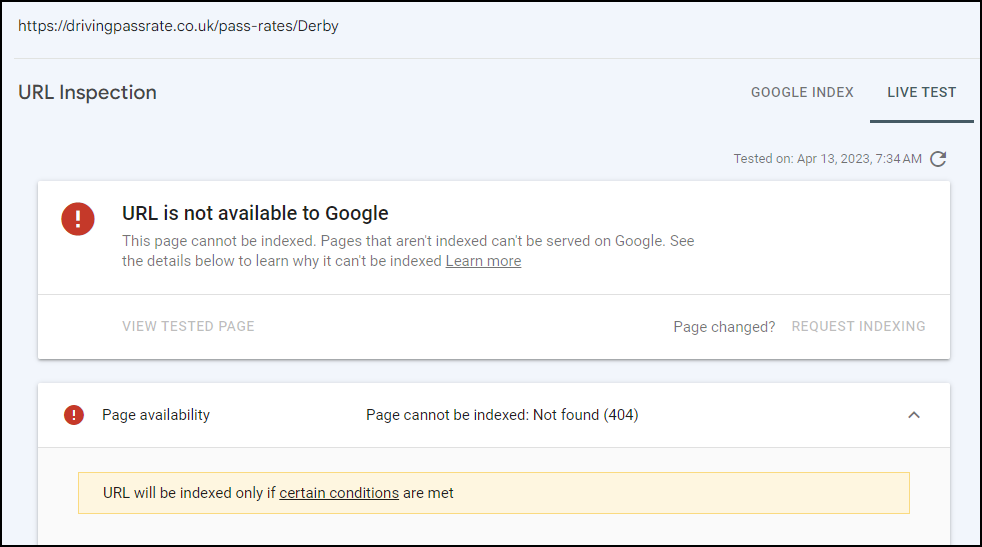 https://drivingpassrate.co.uk/pass-rates/Derby
URL Inspection
GOOGLE INDEX
LIVE TEST
Tested on: Apr 13, 2023, 7:34 AM
URL is not available to Google
This page cannot be indexed. Pages that aren't indexed can't be served on Google. See
the details below to learn why it can't be indexed Learn more
VIEW TESTED PAGE
Page changed?
REQUEST INDEXING
Page availability
Page cannot be indexed: Not found (404)
URL will be indexed only if certain conditions are met